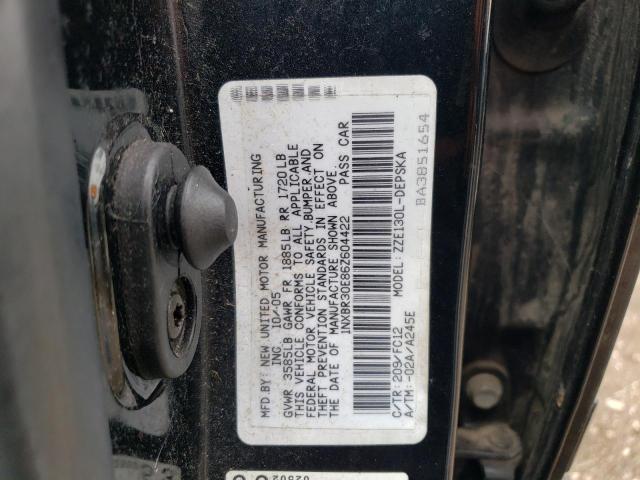 MFD.BY: NEW UNITED MOTOR MANUFACTURING
INC 10/05
GVWR 3585LB GAWR FR 1885LB RR 1720LB
THIS VEHICLE CONFORMS TO ALL APPLICABLE
FEDERAL MOTOR VEHICLE SAFETY,BUMPER,AND
THEFT PREVENTION STANDARDS IN EFFECT ON
THE DATE OF MANUFACTURE SHOWN ABOVE.
1NXBR30E86Z604422 PASS CAR
MODEL: ZZE130L-DEPSKA
C/TR:209/FC12
A/TM:-02A/A245E
BA3851654